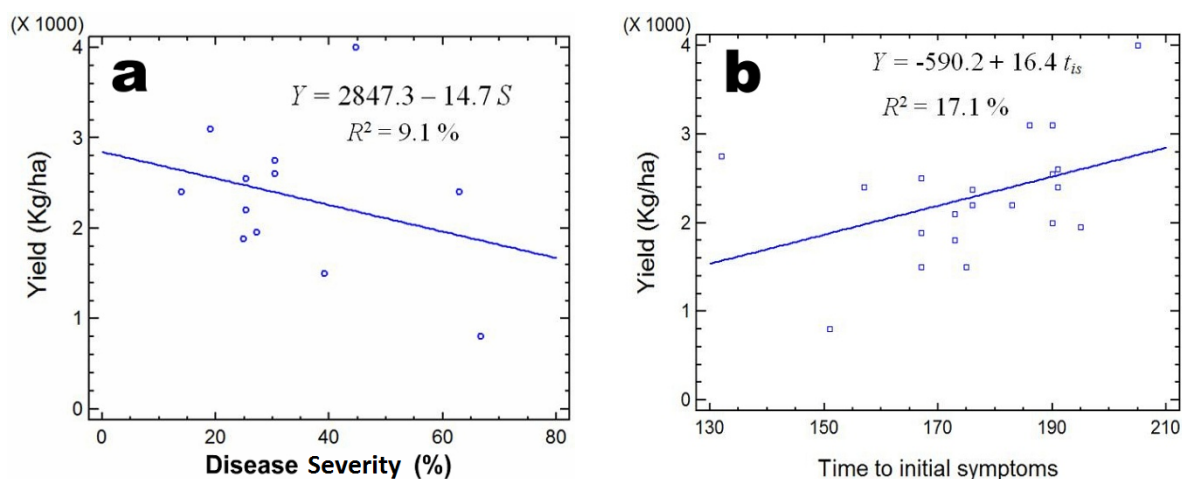 (X 1000)
a
Y = 2847.3 – 14.7 S
R² = 9.1 %
4
3
2
1
0
Yield (Kg/ha)
0 20 40 60 80
Disease Severity (%)
(X 1000)
b
Y = -590.2 + 16.4 tis
R² = 17.1 %
4
3
2
1
0
Yield (Kg/ha)
130 150 170 190 210
Time to initial symptoms